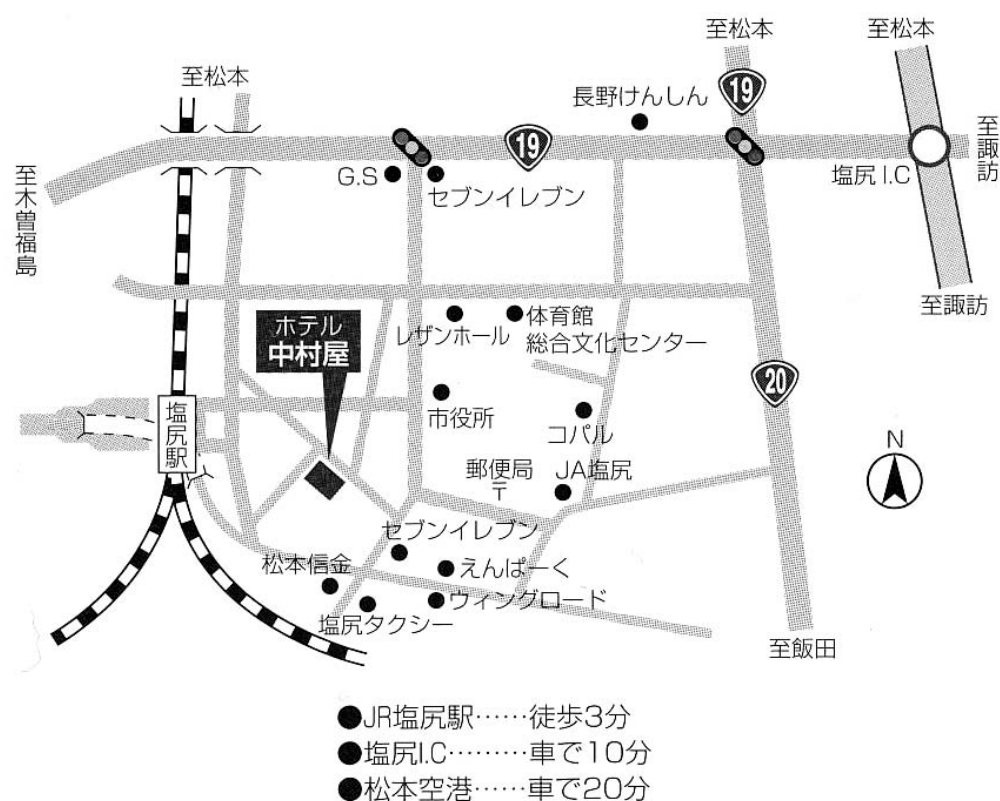 至松本
至松本
至松本
19
長野けんしん
19
至諏訪
至木曽福島
G.S
セブンイレブン
塩尻I.C
至諏訪
ホテル
中村屋
レザンホール
体育館
総合文化センター
20
塩尻駅
市役所
コパル
N
郵便局
〒
JA塩尻
セブンイレブン
松本信金
えんぱーく
ウィングロード
塩尻タクシー
至飯田
●JR塩尻駅……徒歩3分
●塩尻I.C………車で10分
●松本空港……車で20分